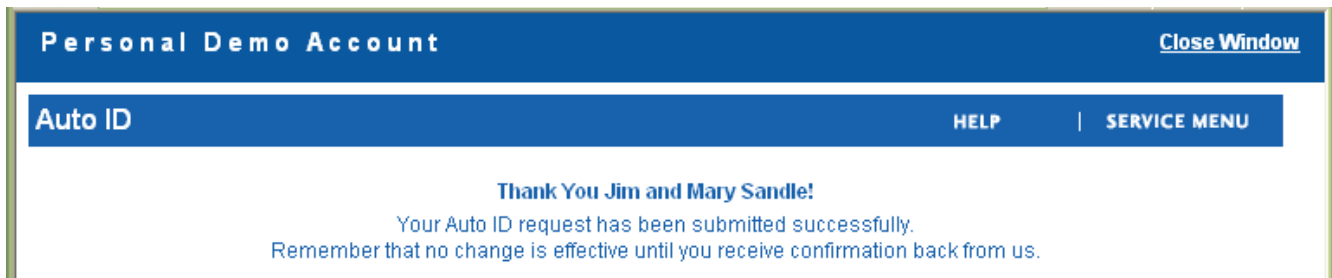 Personal Demo Account Close Window
Auto ID HELP | SERVICE MENU
Thank You Jim and Mary Sandle!
Your Auto ID request has been submitted successfully.
Remember that no change is effective until you receive confirmation back from us.